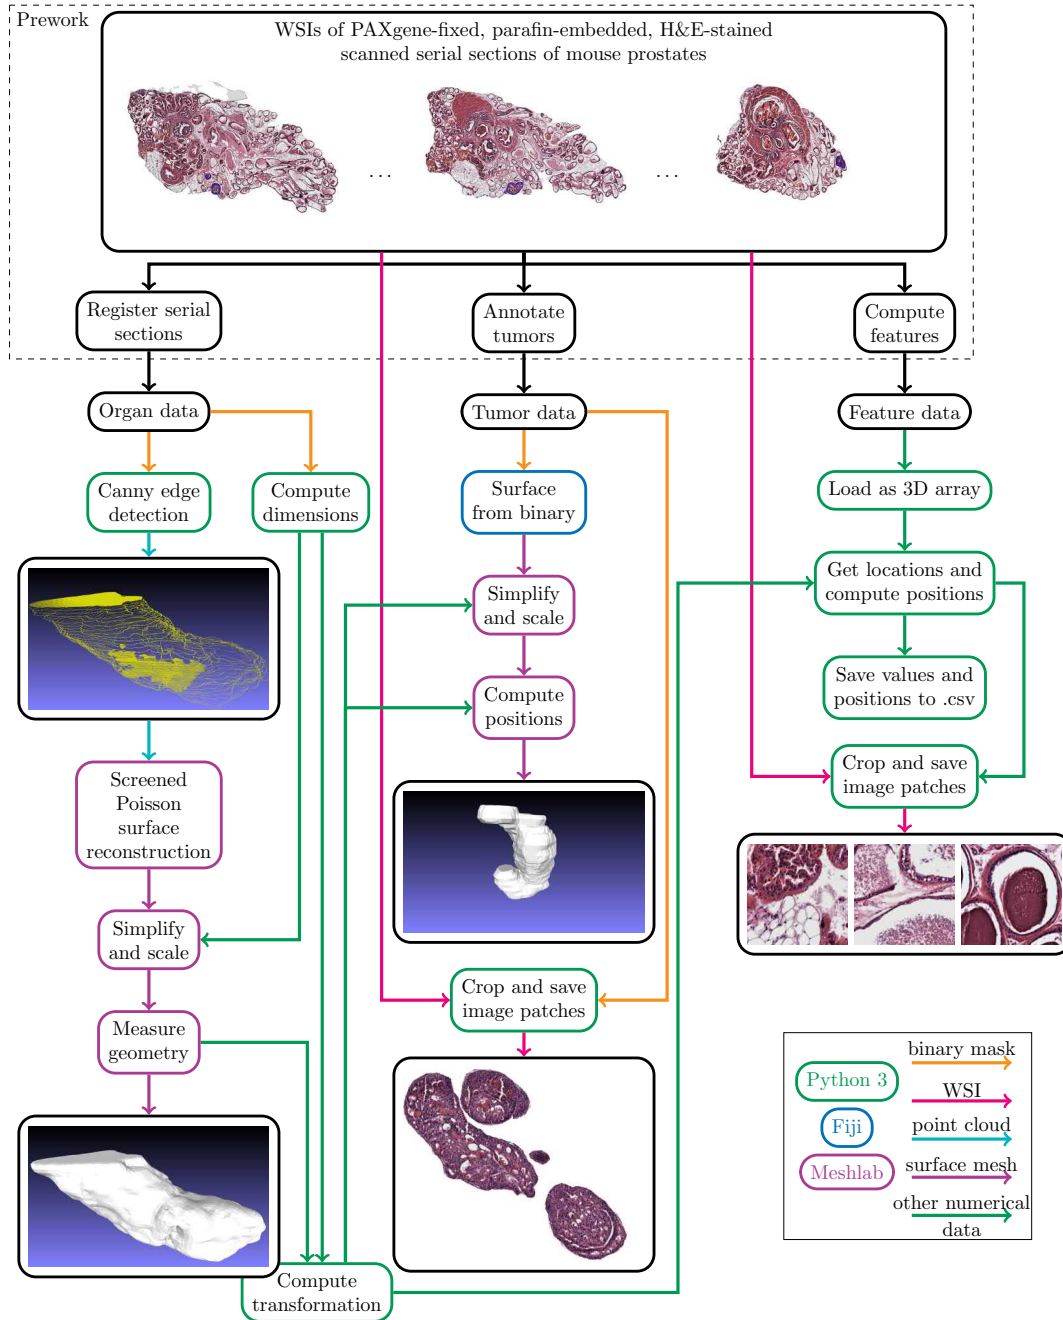 Prework
WSIs of PAXgene-fixed, parafin-embedded, H&E-stained
scanned serial sections of mouse prostates
...
...
Register serial
sections
Annotate
tumors
Compute
features
Organ data
Tumor data
Feature data
Canny edge
detection
Compute
dimensions
Surface
from binary
Load as 3D array
Simplify
and scale
Get locations and
compute positions
Compute
positions
Save values and
positions to .csv
Screened
Poisson
surface
reconstruction
Crop and save
image patches
Simplify
and scale
Crop and save
image patches
Measure
geometry
Compute
transformation
Python 3
Fiji
Meshlab
binary mask
WSI
point cloud
surface mesh
other numerical
data